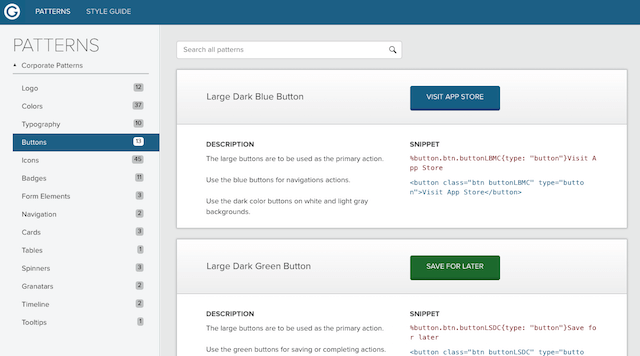 PATTERNS
STYLE GUIDE
PATTERNS
Corporate Patterns
Logo 12
Colors 37
Typography 10
Buttons 13
Icons 45
Badges 11
Form Elements 3
Navigation 2
Cards 3
Tables 1
Spinners 3
Granatars 2
Timeline 2
Tooltips 1
Search all patterns
Large Dark Blue Button
VISIT APP STORE
DESCRIPTION
The large buttons are to be used as the primary action.
Use the blue buttons for navigations actions.
Use the dark color buttons on white and light gray
backgrounds.
SNIPPET
%button.btn.buttonLBMC{type: "button"}Visit A
pp Store
<button class="btn buttonLBMC" type="butto
n">Visit App Store</button>
Large Dark Green Button
SAVE FOR LATER
DESCRIPTION
The large buttons are to be used as the primary action.
Use the green buttons for saving or completing actions.
SNIPPET
%button.btn.buttonLSDC{type: "button"}Save fo
r later
<button class="btn buttonLSDC" type="butto